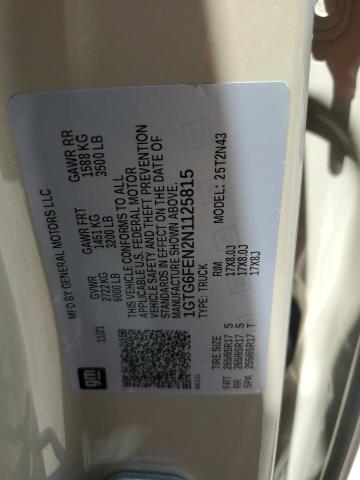 MFD BY GENERAL MOTORS LLC
11/21
GVWR
2722 KG
6000 LB
GAWR FRT
1451 KG
3200 LB
GAWR RR
1588 KG
3500 LB
THIS VEHICLE CONFORMS TO ALL
APPLICABLE U.S. FEDERAL MOTOR
VEHICLE SAFETY AND THEFT PREVENTION
STANDARDS IN EFFECT ON THE DATE OF
1GTG6FEN2N1125815
TYPE: TRUCK
MODEL: 25T2N43
gm
TIRE SIZE
RIM
FRT 265/65R17 S 17X8.0J
RR 265/65R17 S 17X8.0J
SPA 265/65R17 T 17X8J